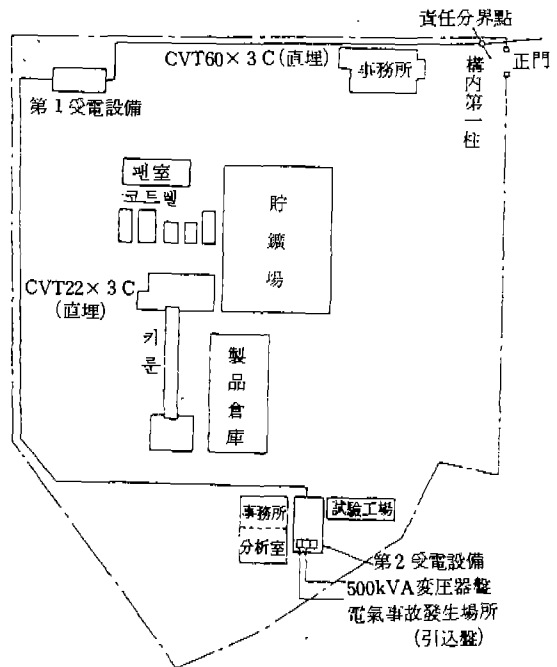 責任分界點
CVT60×3C(直埋)
事務所
構内第一柱
正門
第1受電設備
팬室
코트렐
貯鑛場
CVT22×3C
(直埋)
키룬
製品倉庫
事務所
分析室
試驗工場
第2受電設備
500kVA変圧器盤
電氣事故發生場所
(引込盤)